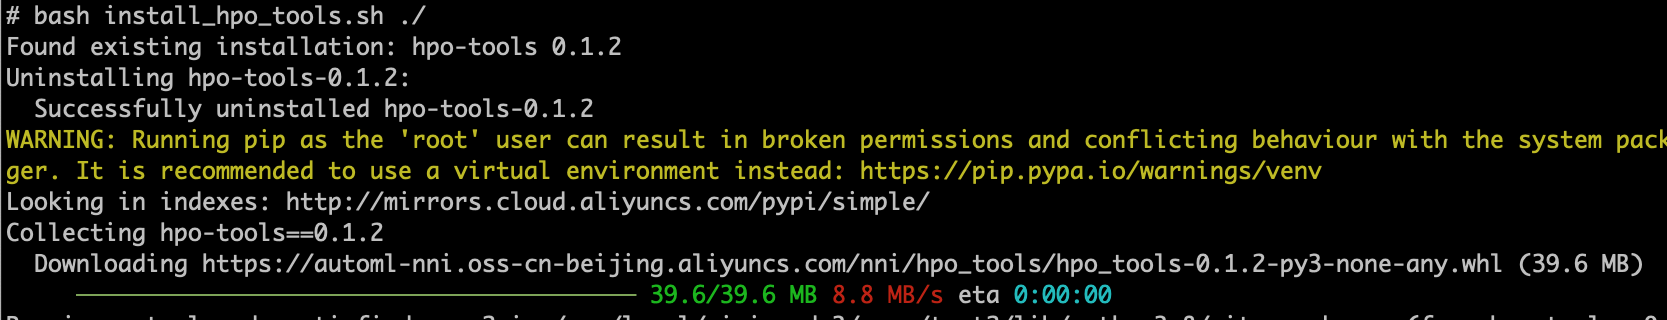 # bash install_hpo_tools.sh ./
Found existing installation: hpo-tools 0.1.2
Uninstalling hpo-tools-0.1.2:
Successfully uninstalled hpo-tools-0.1.2
WARNING: Running pip as the 'root' user can result in broken permissions and conflicting behaviour with the system pack
ger. It is recommended to use a virtual environment instead: https://pip.pypa.io/warnings/venv
Looking in indexes: http://mirrors.cloud.aliyuncs.com/pypi/simple/
Collecting hpo-tools==0.1.2
Downloading https://automl-nni.oss-cn-beijing.aliyuncs.com/nni/hpo_tools/hpo_tools-0.1.2-py3-none-any.whl (39.6 MB)
39.6/39.6 MB 8.8 MB/s eta 0:00:00